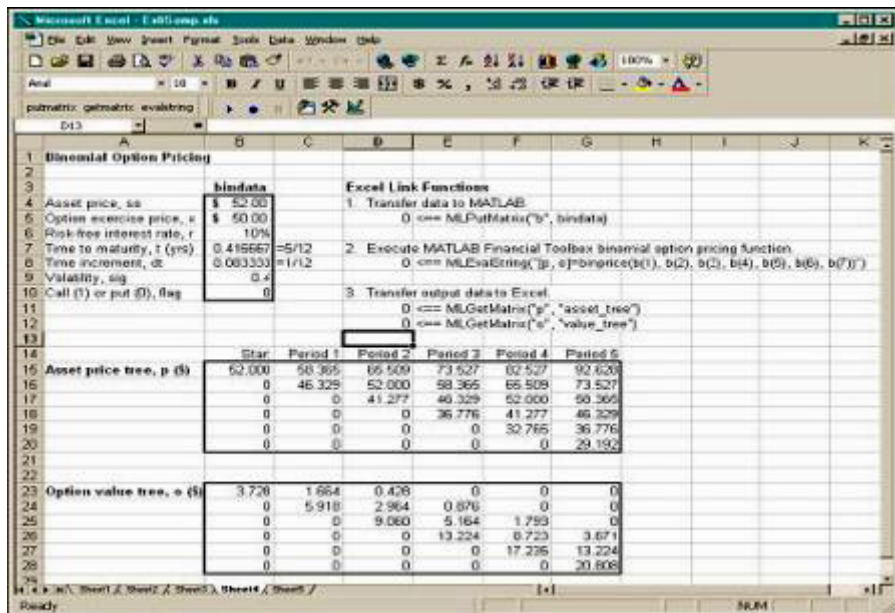 Microsoft Excel - ExliSamp.xls
File Edit View Insert Format Tools Data Window Help
100%
Arial 10 B I U $ % ,
putmatrix getmatrix evalstring
D13 =
A B C D E F G H I J K
1 Binomial Option Pricing
2
3 bindata Excel Link Functions
4 Asset price, so $ 52.00 1. Transfer data to MATLAB.
5 Option exercise price, x $ 50.00 0 <== MLPutMatrix("b", bindata)
6 Risk-free interest rate, r 10%
7 Time to maturity, t (yrs) 0.416667 =5/12 2. Execute MATLAB Financial Toolbox binomial option pricing function.
8 Time increment, dt 0.083333 =1/12 0 <== MLEvalString("[p, o]=binprice(b(1), b(2), b(3), b(4), b(5), b(6), b(7))")
9 Volatility, sig 0.4
10 Call (1) or put (0), flag 0 3. Transfer output data to Excel.
11 0 <== MLGetMatrix("p", "asset_tree")
12 0 <== MLGetMatrix("o", "value_tree")
13
14 Start Period 1 Period 2 Period 3 Period 4 Period 5
15 Asset price tree, p ($) 52.000 58.365 65.509 73.527 82.527 92.628
16 0 46.329 52.000 58.365 65.509 73.527
17 0 0 41.277 46.329 52.000 58.365
18 0 0 0 36.776 41.277 46.329
19 0 0 0 0 32.765 36.776
20 0 0 0 0 0 29.192
21
22
23 Option value tree, o ($) 3.728 1.664 0.428 0 0 0
24 0 5.918 2.964 0.876 0 0
25 0 0 9.060 5.164 1.793 0
26 0 0 0 13.224 8.723 3.671
27 0 0 0 0 17.235 13.224
28 0 0 0 0 0 20.808
29
Sheet1 Sheet2 Sheet3 Sheet4 Sheet5
Ready NUM